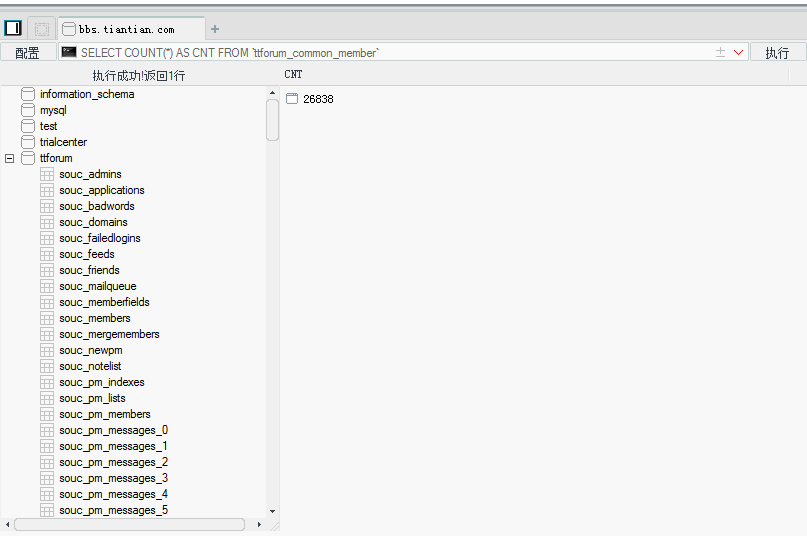 bbs.tiantian.com
配置
SELECT COUNT(*) AS CNT FROM `ttforum_common_member`
执行
执行成功!返回1行
CNT
26838
information_schema
mysql
test
trialcenter
ttforum
souc_admins
souc_applications
souc_badwords
souc_domains
souc_failedlogins
souc_feeds
souc_friends
souc_mailqueue
souc_memberfields
souc_members
souc_mergemembers
souc_newpm
souc_notelist
souc_pm_indexes
souc_pm_lists
souc_pm_members
souc_pm_messages_0
souc_pm_messages_1
souc_pm_messages_2
souc_pm_messages_3
souc_pm_messages_4
souc_pm_messages_5